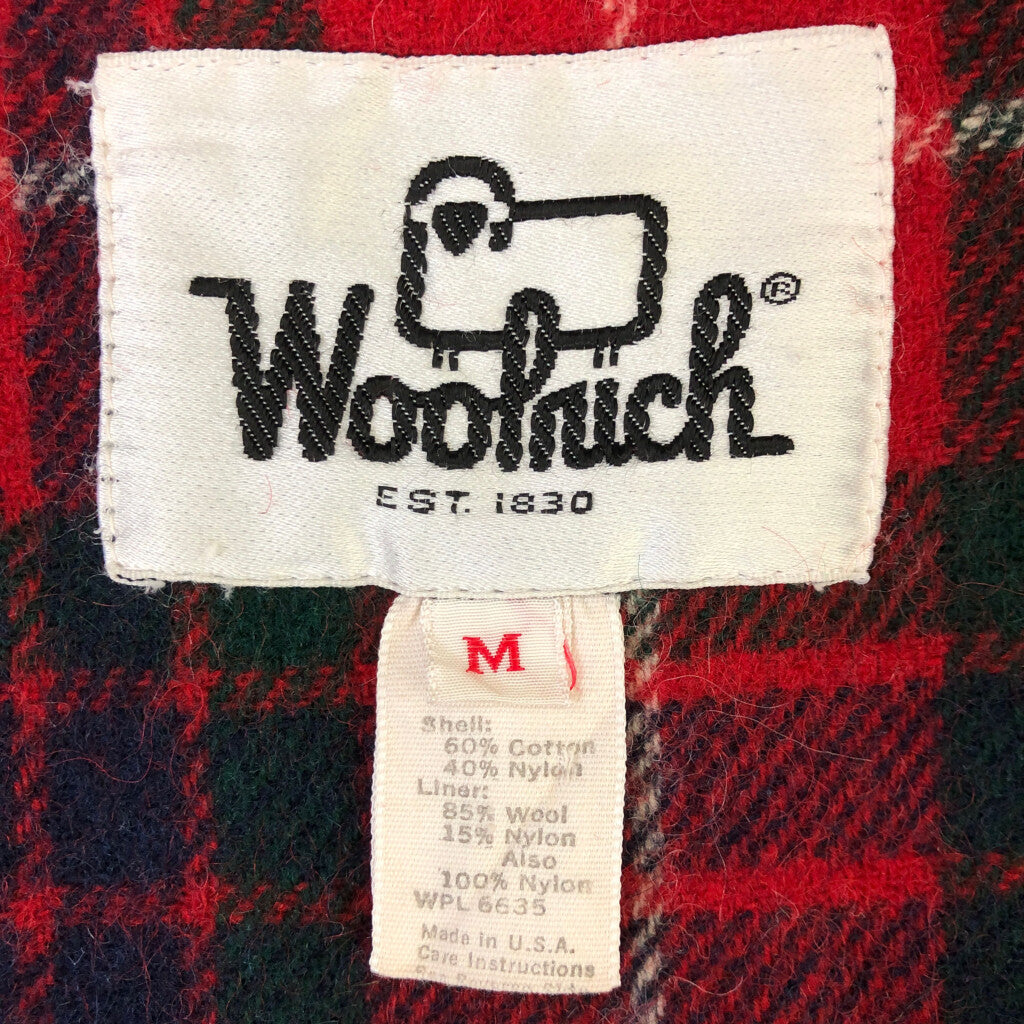 Woolrich®
EST. 1830
M
Shell:
60% Cotton
40% Nylon
Liner:
85% Wool
15% Nylon
Also
100% Nylon
WPL 6635
Made in U.S.A.
Care Instructions